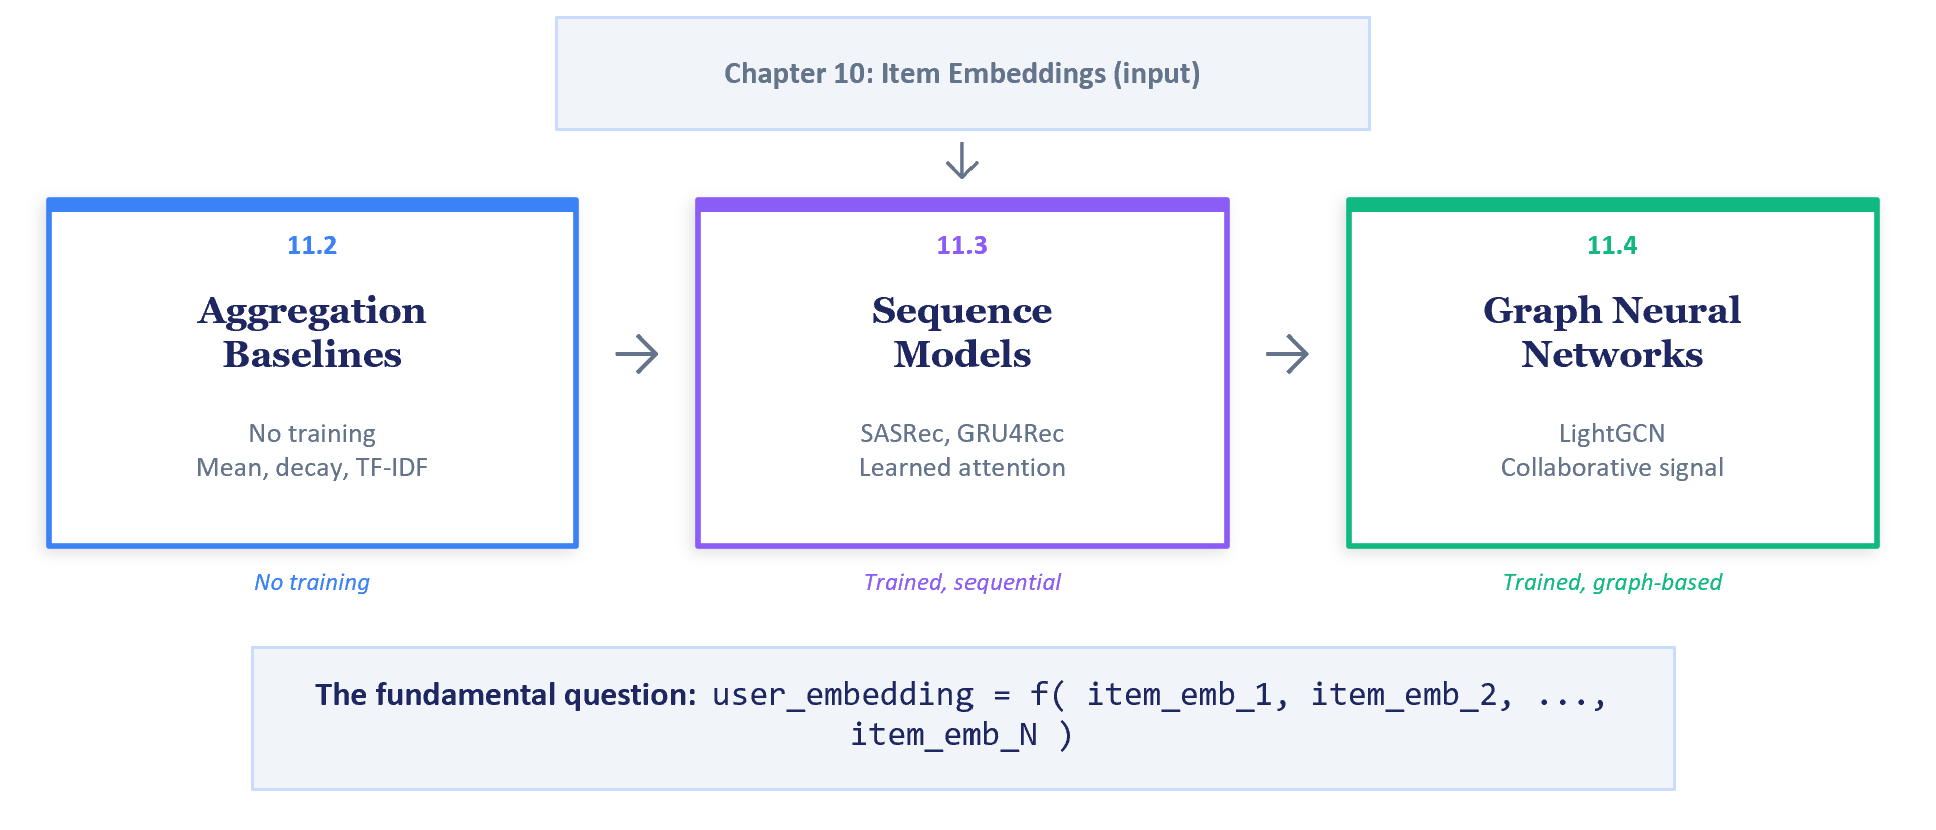 Chapter 10: Item Embeddings (input)
11.2
Aggregation
Baselines
No training
Mean, decay, TF-IDF
No training
11.3
Sequence
Models
SASRec, GRU4Rec
Learned attention
Trained, sequential
11.4
Graph Neural
Networks
LightGCN
Collaborative signal
Trained, graph-based
The fundamental question: user_embedding = f( item_emb_1, item_emb_2, ...,
item_emb_N )